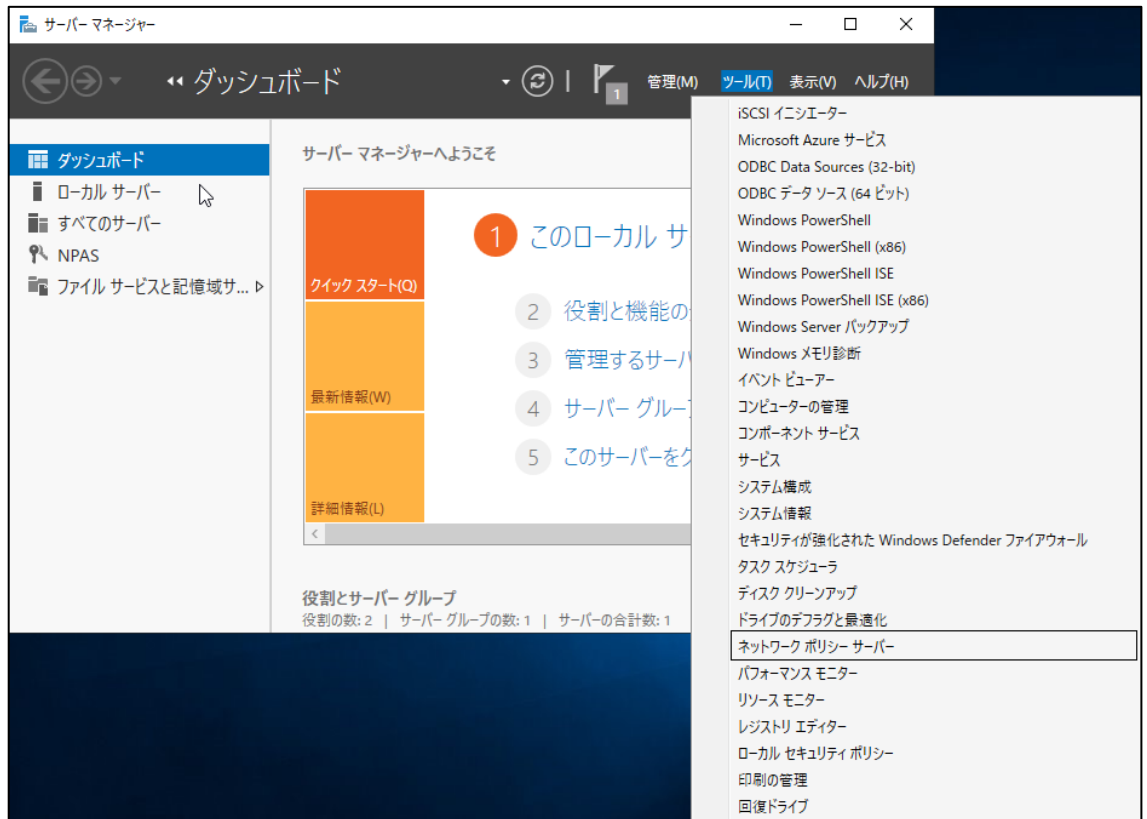 サーバー マネージャー
ダッシュボード
1
管理(M) ツール(T) 表示(V) ヘルプ(H)
ダッシュボード
ローカル サーバー
すべてのサーバー
NPAS
ファイル サービスと記憶域サ...
サーバー マネージャーへようこそ
クイック スタート(Q)
最新情報(W)
詳細情報(L)
1 このローカル サ
2 役割と機能の
3 管理するサーバ
4 サーバー グルー
5 このサーバーをク
役割とサーバー グループ
役割の数: 2 | サーバー グループの数: 1 | サーバーの合計数: 1
iSCSI イニシエーター
Microsoft Azure サービス
ODBC Data Sources (32-bit)
ODBC データ ソース (64 ビット)
Windows PowerShell
Windows PowerShell (x86)
Windows PowerShell ISE
Windows PowerShell ISE (x86)
Windows Server バックアップ
Windows メモリ診断
イベント ビューアー
コンピューターの管理
コンポーネント サービス
サービス
システム構成
システム情報
セキュリティが強化された Windows Defender ファイアウォール
タスク スケジューラ
ディスク クリーンアップ
ドライブのデフラグと最適化
ネットワーク ポリシー サーバー
パフォーマンス モニター
リソース モニター
レジストリ エディター
ローカル セキュリティ ポリシー
印刷の管理
回復ドライブ